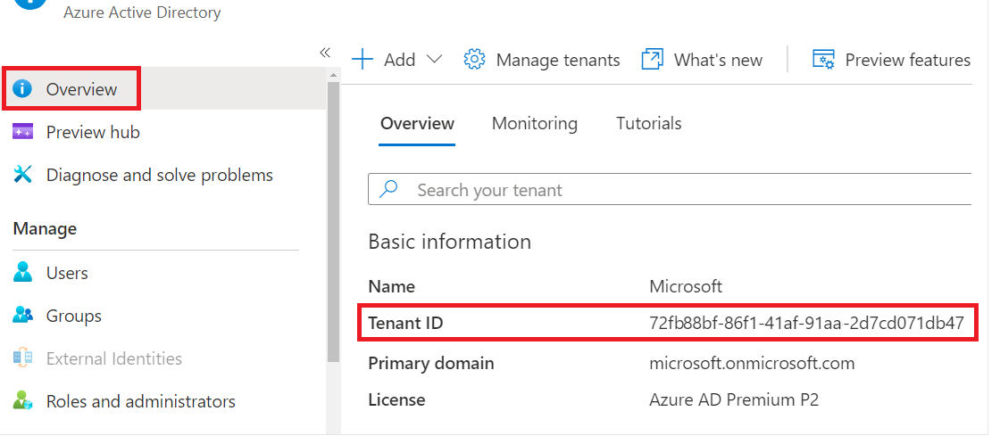 Azure Active Directory
«
Overview
Preview hub
Diagnose and solve problems
Manage
Users
Groups
External Identities
Roles and administrators
Add Manage tenants What's new Preview features
Overview Monitoring Tutorials
Search your tenant
Basic information
Name Microsoft
Tenant ID 72fb88bf-86f1-41af-91aa-2d7cd071db47
Primary domain microsoft.onmicrosoft.com
License Azure AD Premium P2